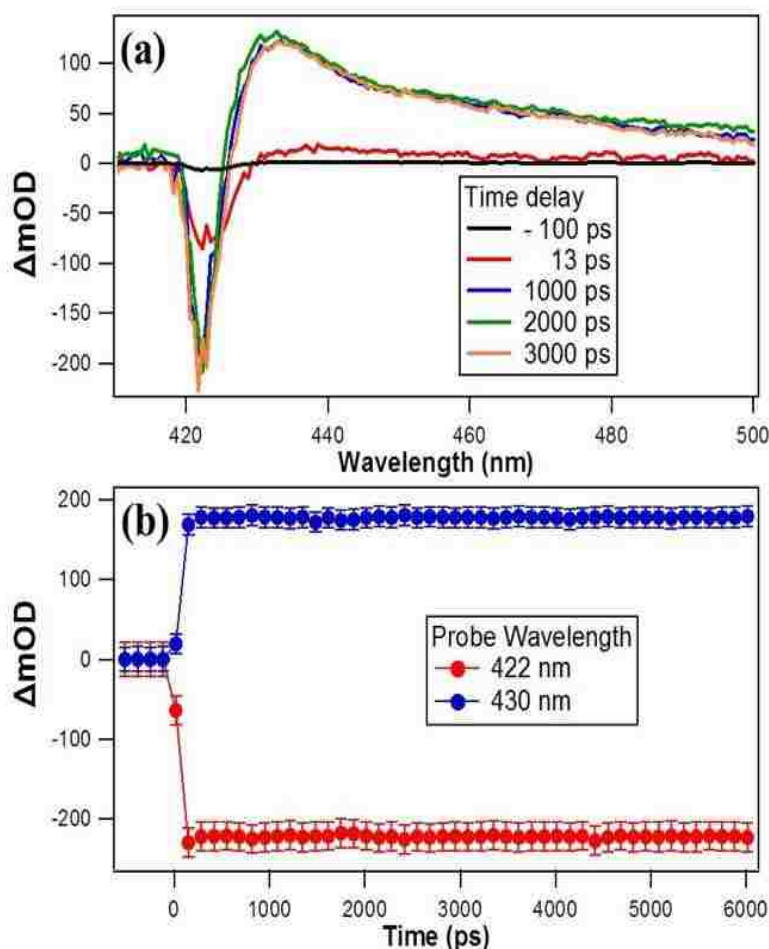 (a)
ΔmOD
100
50
0
-50
-100
-150
-200
Time delay
- 100 ps
13 ps
1000 ps
2000 ps
3000 ps
420
440
460
480
500
Wavelength (nm)
(b)
ΔmOD
200
100
0
-100
-200
Probe Wavelength
422 nm
430 nm
0
1000
2000
3000
4000
5000
6000
Time (ps)